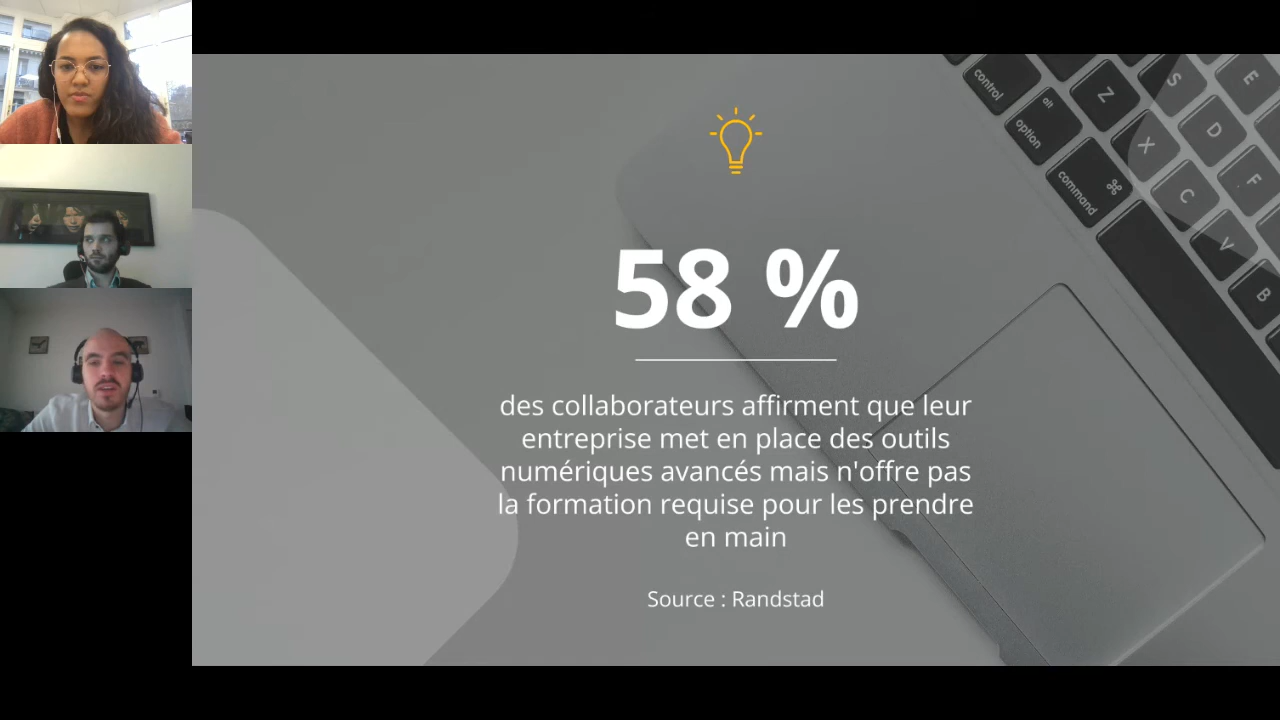 58 %
des collaborateurs affirment que leur
entreprise met en place des outils
numériques avancés mais n'offre pas
la formation requise pour les prendre
en main
Source : Randstad
control
alt
option
command
⌘
Z
X
C
V
B
S
D
F
E